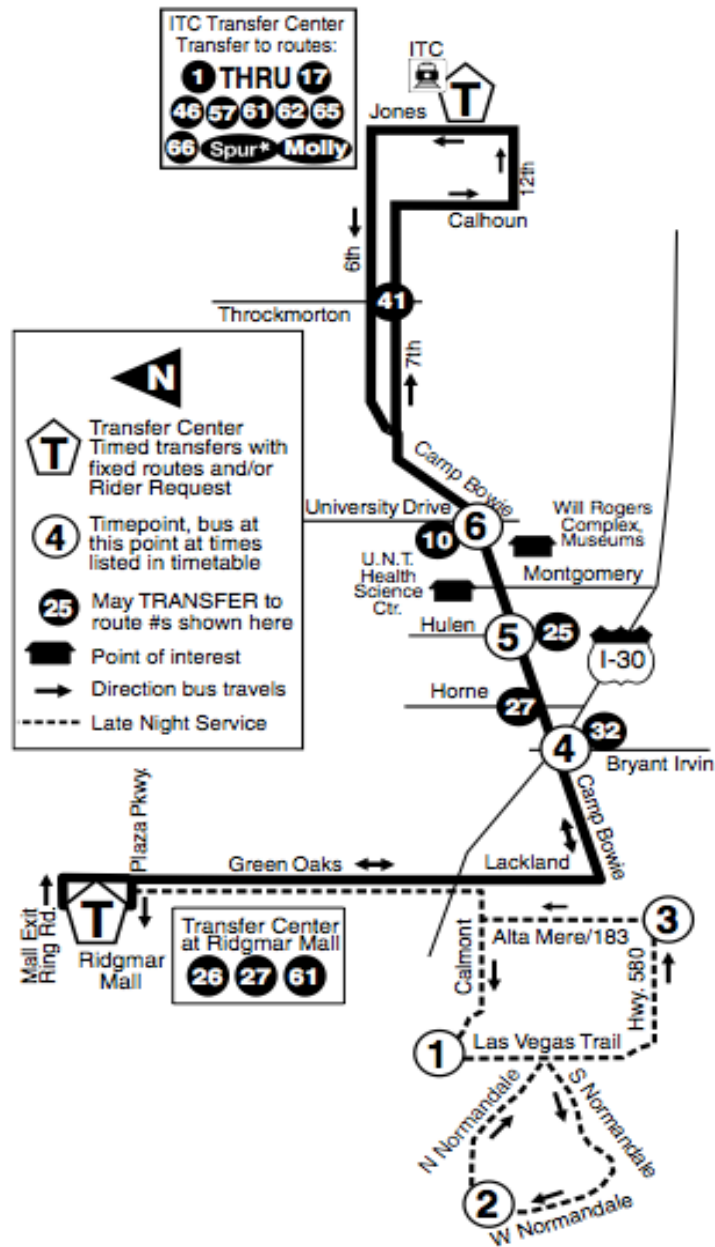 ITC Transfer Center
Transfer to routes:
1 THRU 17
46 57 61 62 65
66 Spur* Molly
ITC
T
Jones
12th
Calhoun
6th
41
Throckmorton
7th
N
T
Transfer Center
Timed transfers with
fixed routes and/or
Rider Request
4
Timepoint, bus at
this point at times
listed in timetable
25
May TRANSFER to
route #s shown here
Point of interest
Direction bus travels
Late Night Service
Camp Bowie
University Drive
6
10
Will Rogers
Complex,
Museums
U.N.T.
Health
Science
Ctr.
Montgomery
Hulen
5
25
I-30
Horne
27
4
32
Bryant Irvin
Camp Bowie
Plaza Pkwy.
Green Oaks
Lackland
Mall Exit
Ring Rd.
T
Ridgmar
Mall
Transfer Center
at Ridgmar Mall
26 27 61
Calmont
Alta Mere/183
3
Hwy. 580
1
Las Vegas Trail
N Normandale
S Normandale
2
W Normandale